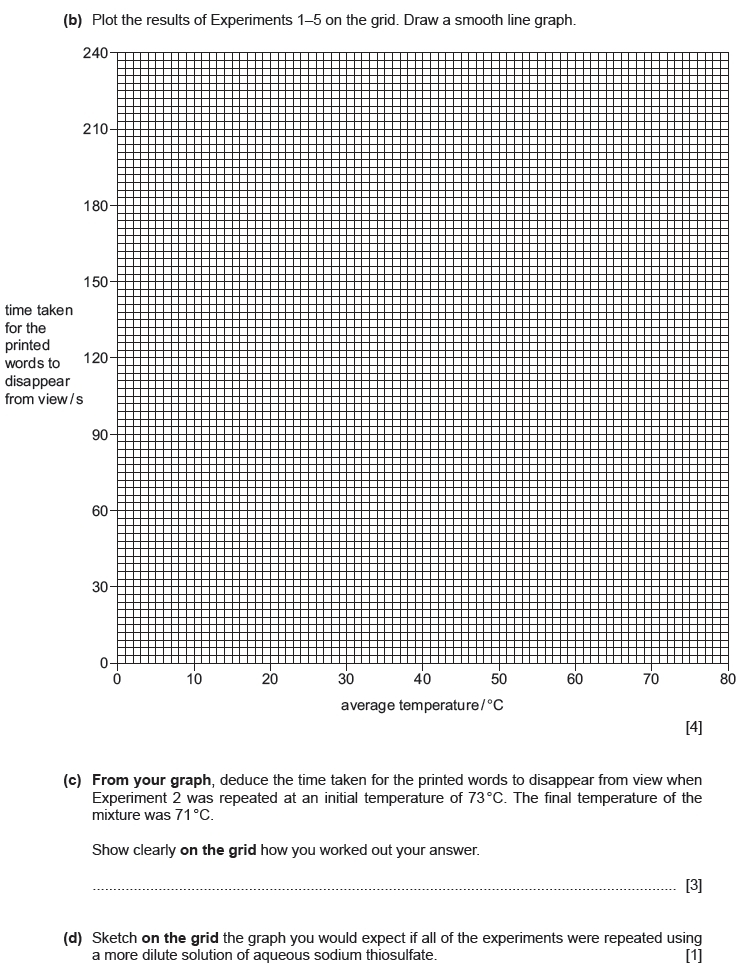 (b) Plot the results of Experiments 1–5 on the grid. Draw a smooth line graph.
240
210
180
150
time taken
for the
printed
words to
disappear
from view / s
120
90
60
30
0
0 10 20 30 40 50 60 70 80
average temperature / °C
[4]
(c) From your graph, deduce the time taken for the printed words to disappear from view when
Experiment 2 was repeated at an initial temperature of 73 °C. The final temperature of the
mixture was 71 °C.
Show clearly on the grid how you worked out your answer.
.......................................................................................................................................... [3]
(d) Sketch on the grid the graph you would expect if all of the experiments were repeated using
a more dilute solution of aqueous sodium thiosulfate. [1]